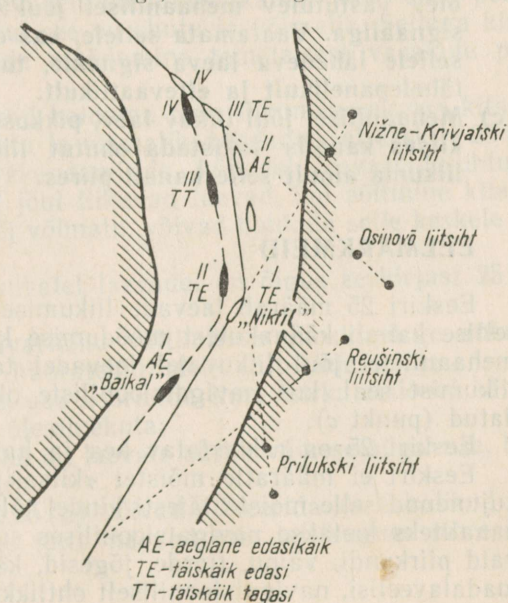 IV
IV
III TE
II
AE
III
TT
II
TE
TE
„Nikfi“
AE
„Baikal“
Nižne-Krivjatski
liitsiht
Osinovõ liitsiht
Reušinski
liitsiht
Prilukski liitsiht
AE-aeglane edasikäik
TE-täiskäik edasi
TT-täiskäik tagasi